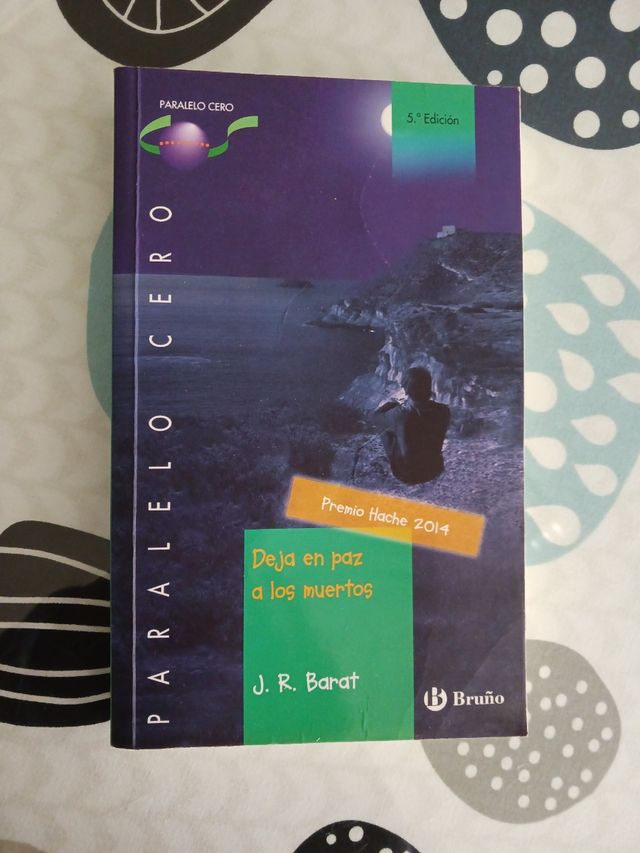 PARALELO CERO
5.ª Edición
PARALELO CERO
Premio Hache 2014
Deja en paz
a los muertos
J. R. Barat
B Bruño